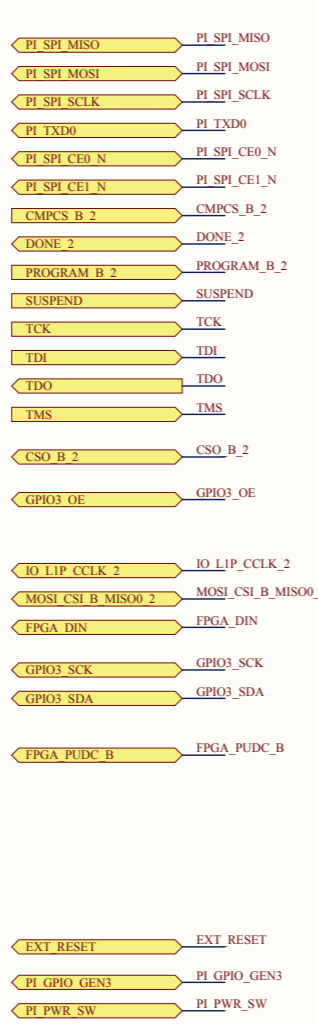 PI_SPI_MISO PI_SPI_MISO
PI_SPI_MOSI PI_SPI_MOSI
PI_SPI_SCLK PI_SPI_SCLK
PI_TXD0 PI_TXD0
PI_SPI_CE0_N PI_SPI_CE0_N
PI_SPI_CE1_N PI_SPI_CE1_N
CMPCS_B_2 CMPCS_B_2
DONE_2 DONE_2
PROGRAM_B_2 PROGRAM_B_2
SUSPEND SUSPEND
TCK TCK
TDI TDI
TDO TDO
TMS TMS
CSO_B_2 CSO_B_2
GPIO3_OE GPIO3_OE
IO_L1P_CCLK_2 IO_L1P_CCLK_2
MOSI_CSI_B_MISO0_2 MOSI_CSI_B_MISO0_
FPGA_DIN FPGA_DIN
GPIO3_SCK GPIO3_SCK
GPIO3_SDA GPIO3_SDA
FPGA_PUDC_B FPGA_PUDC_B
EXT_RESET EXT_RESET
PI_GPIO_GEN3 PI_GPIO_GEN3
PI_PWR_SW PI_PWR_SW